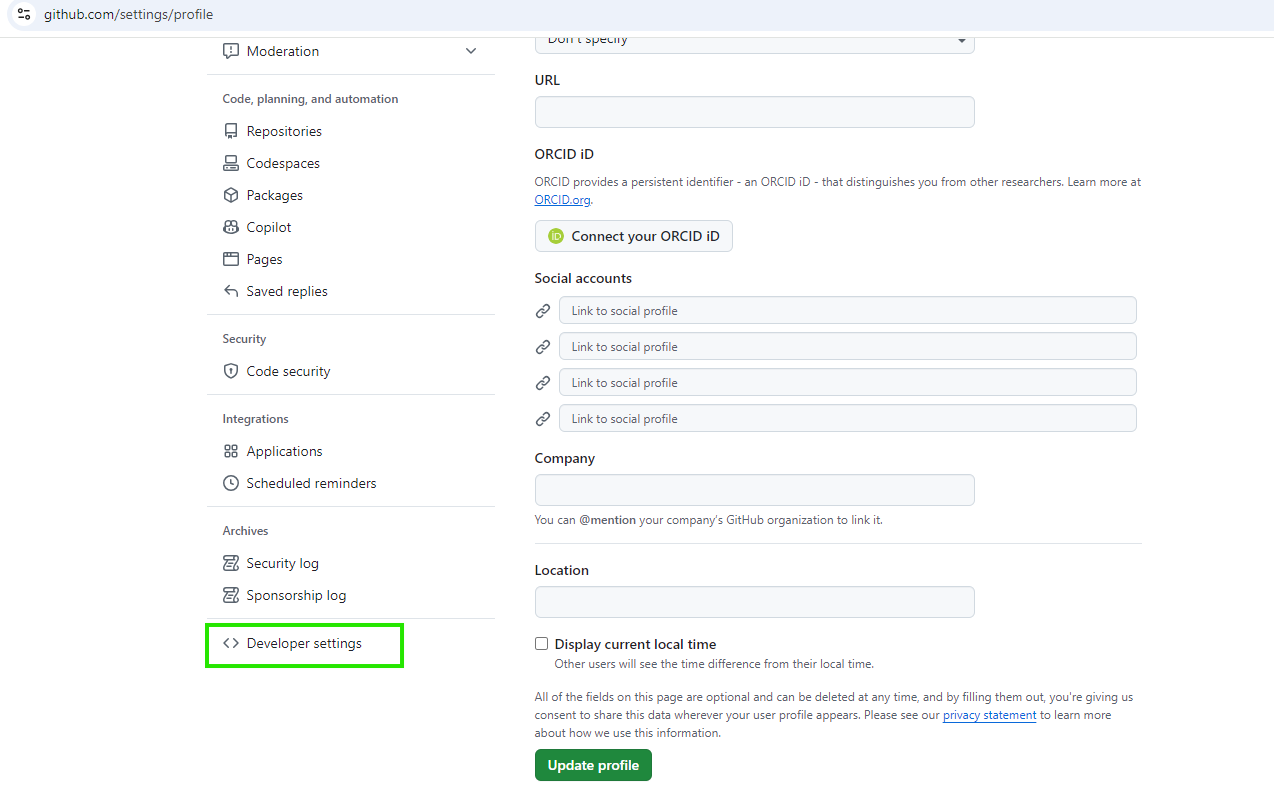 github.com/settings/profile
Moderation
Code, planning, and automation
Repositories
Codespaces
Packages
Copilot
Pages
Saved replies
Security
Code security
Integrations
Applications
Scheduled reminders
Archives
Security log
Sponsorship log
Developer settings
Don't specify
URL
ORCID iD
ORCID provides a persistent identifier - an ORCID iD - that distinguishes you from other researchers. Learn more at
ORCID.org.
iD Connect your ORCID iD
Social accounts
Link to social profile
Link to social profile
Link to social profile
Link to social profile
Company
You can @mention your company's GitHub organization to link it.
Location
Display current local time
Other users will see the time difference from their local time.
All of the fields on this page are optional and can be deleted at any time, and by filling them out, you're giving us
consent to share this data wherever your user profile appears. Please see our privacy statement to learn more
about how we use this information.
Update profile